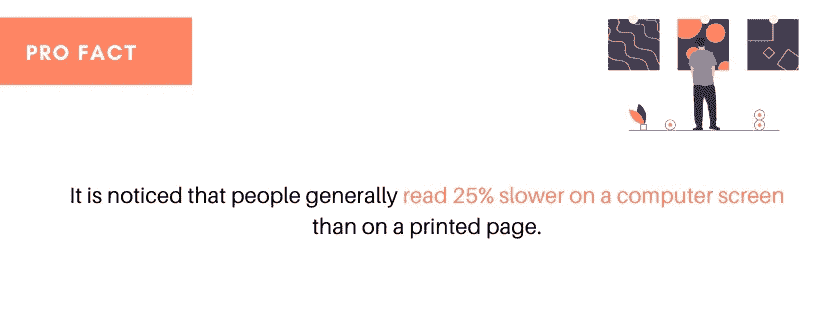 PRO FACT
It is noticed that people generally read 25% slower on a computer screen
than on a printed page.